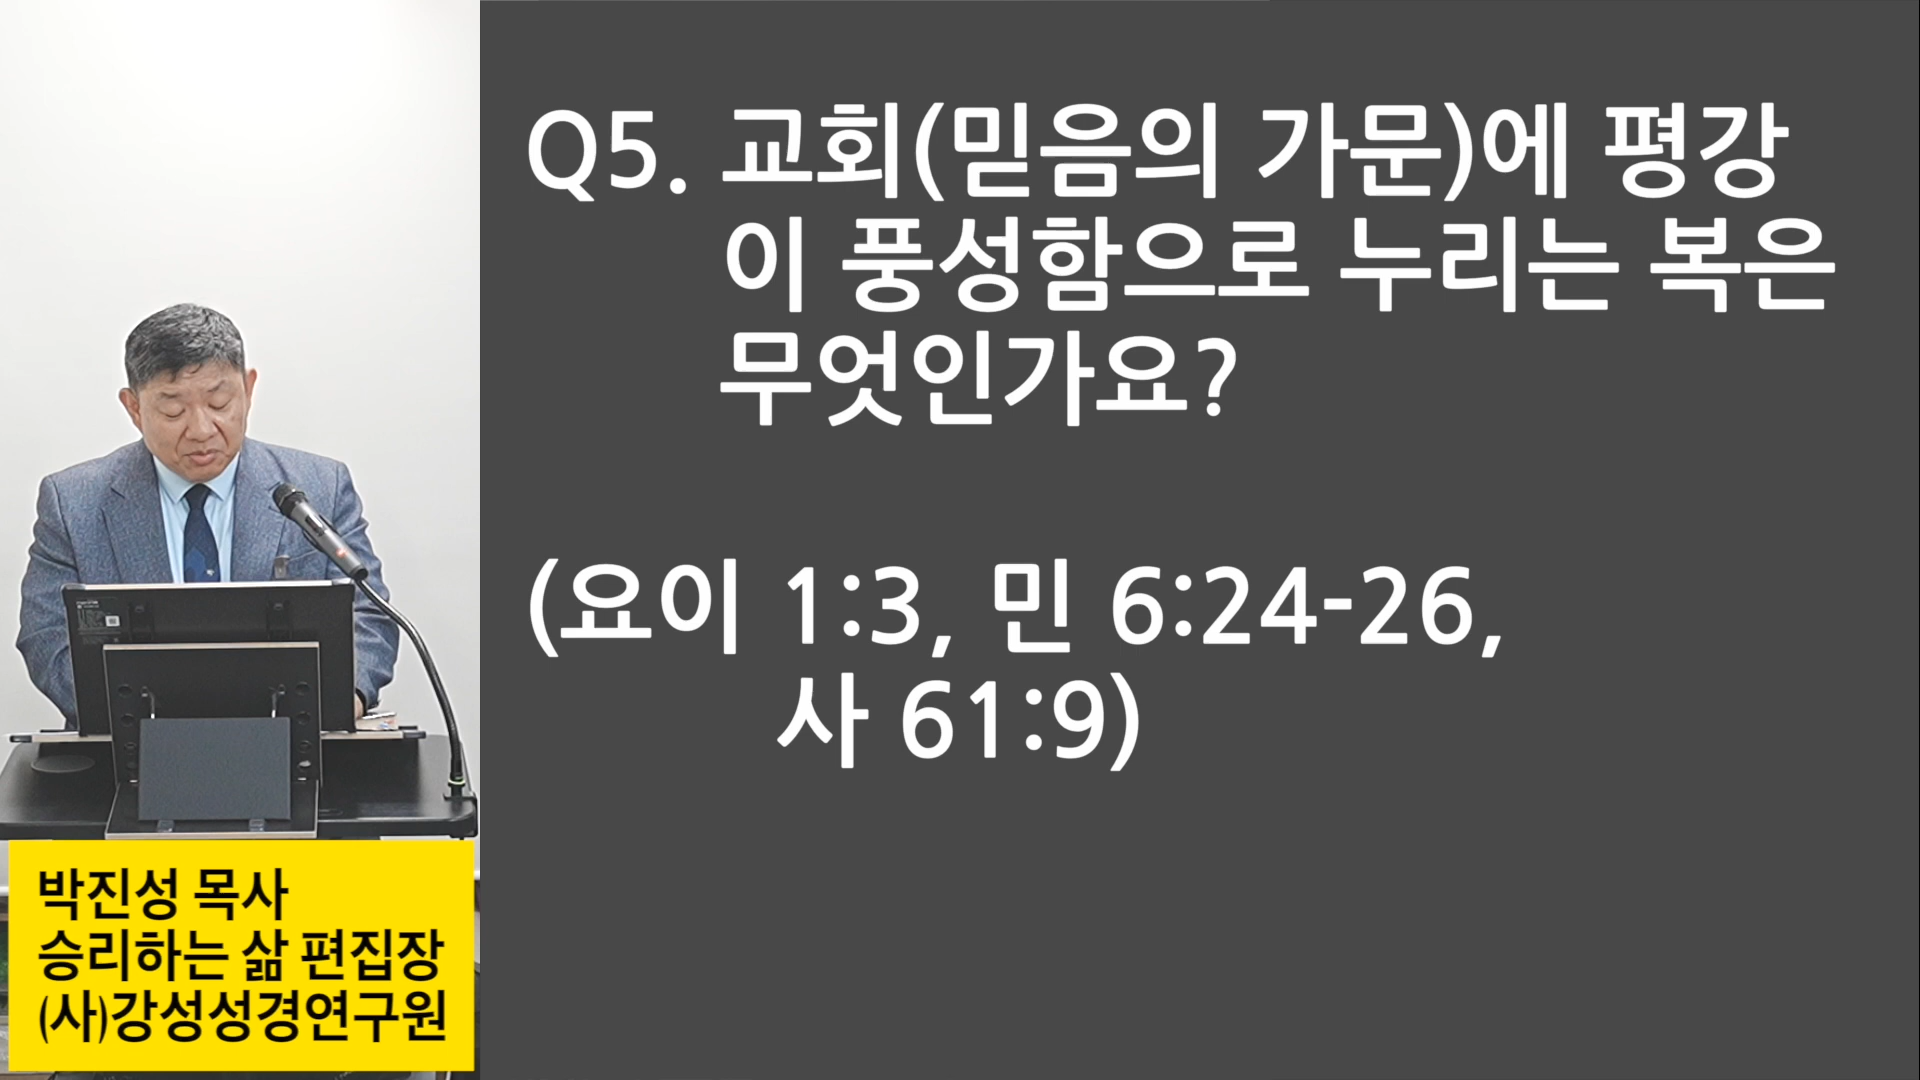 Q5. 교회(믿음의 가문)에 평강
이 풍성함으로 누리는 복은
무엇인가요?
(요이 1:3, 민 6:24-26,
사 61:9)
박진성 목사
승리하는 삶 편집장
(사)강성성경연구원